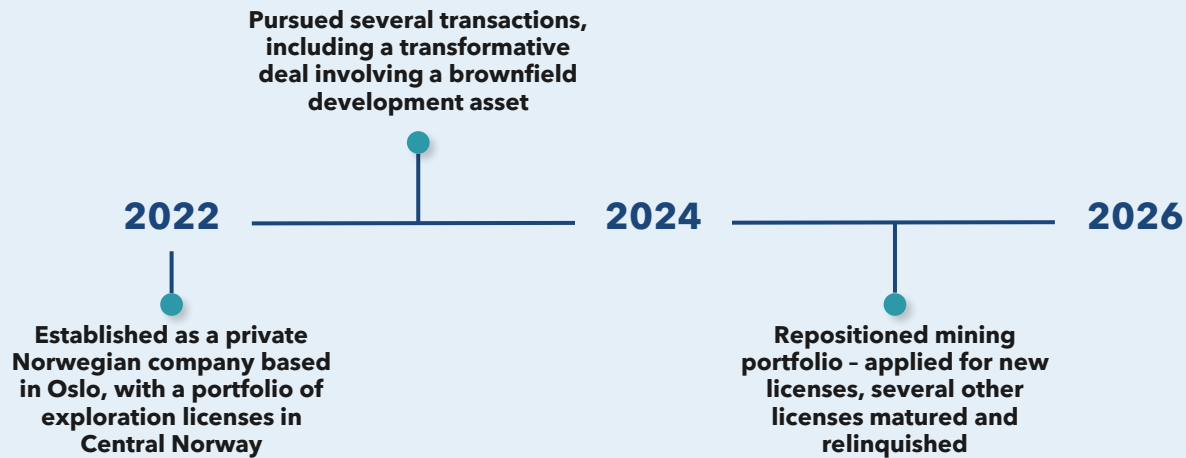 Pursued several transactions,
including a transformative
deal involving a brownfield
development asset
2022
2024
2026
Established as a private
Norwegian company based
in Oslo, with a portfolio of
exploration licenses in
Central Norway
Repositioned mining
portfolio – applied for new
licenses, several other
licenses matured and
relinquished